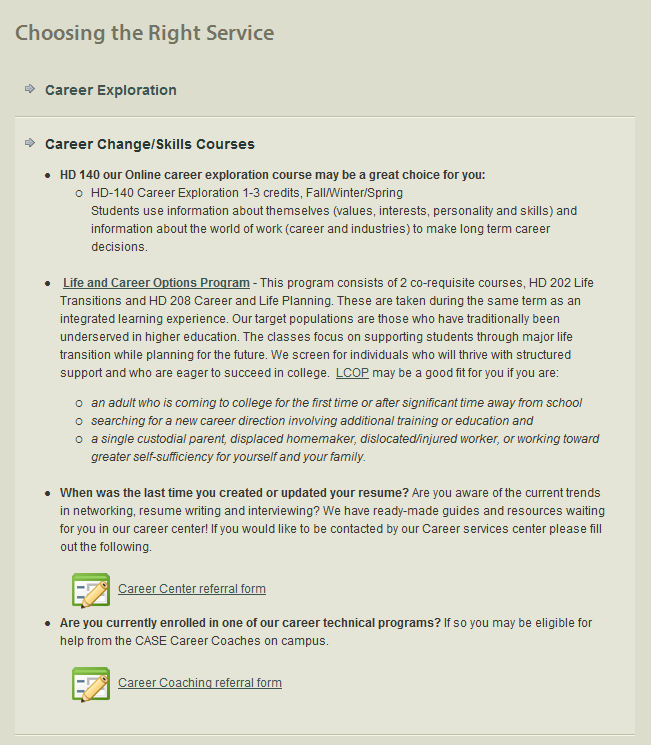 Choosing the Right Service
Career Exploration
Career Change/Skills Courses
HD 140 our Online career exploration course may be a great choice for you:
HD-140 Career Exploration 1-3 credits, Fall/Winter/Spring
Students use information about themselves (values, interests, personality and skills) and
information about the world of work (career and industries) to make long term career
decisions.
Life and Career Options Program - This program consists of 2 co-requisite courses, HD 202 Life
Transitions and HD 208 Career and Life Planning. These are taken during the same term as an
integrated learning experience. Our target populations are those who have traditionally been
underserved in higher education. The classes focus on supporting students through major life
transition while planning for the future. We screen for individuals who will thrive with structured
support and who are eager to succeed in college. LCOP may be a good fit for you if you are:
an adult who is coming to college for the first time or after significant time away from school
searching for a new career direction involving additional training or education and
a single custodial parent, displaced homemaker, dislocated/injured worker, or working toward
greater self-sufficiency for yourself and your family.
When was the last time you created or updated your resume? Are you aware of the current trends
in networking, resume writing and interviewing? We have ready-made guides and resources waiting
for you in our career center! If you would like to be contacted by our Career services center please fill
out the following.
Career Center referral form
Are you currently enrolled in one of our career technical programs? If so you may be eligible for
help from the CASE Career Coaches on campus.
Career Coaching referral form